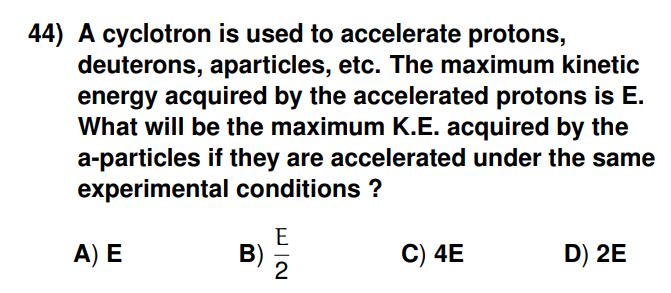 44) A cyclotron is used to accelerate protons,
deuterons, aparticles, etc. The maximum kinetic
energy acquired by the accelerated protons is E.
What will be the maximum K.E. acquired by the
a-particles if they are accelerated under the same
experimental conditions ?
A) E B) E/2 C) 4E D) 2E